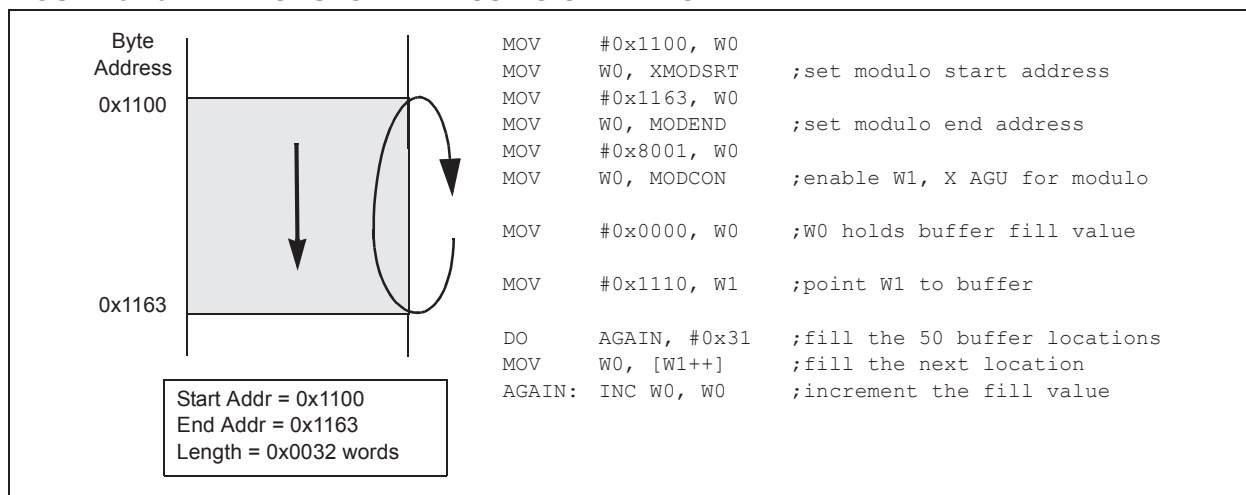 Byte
Address
0x1100
0x1163
Start Addr = 0x1100
End Addr = 0x1163
Length = 0x0032 words
MOV #0x1100, W0
MOV W0, XMODSRT ;set modulo start address
MOV #0x1163, W0
MOV W0, MODEND ;set modulo end address
MOV #0x8001, W0
MOV W0, MODCON ;enable W1, X AGU for modulo
MOV #0x0000, W0 ;W0 holds buffer fill value
MOV #0x1110, W1 ;point W1 to buffer
DO AGAIN, #0x31 ;fill the 50 buffer locations
MOV W0, [W1++] ;fill the next location
AGAIN: INC W0, W0 ;increment the fill value